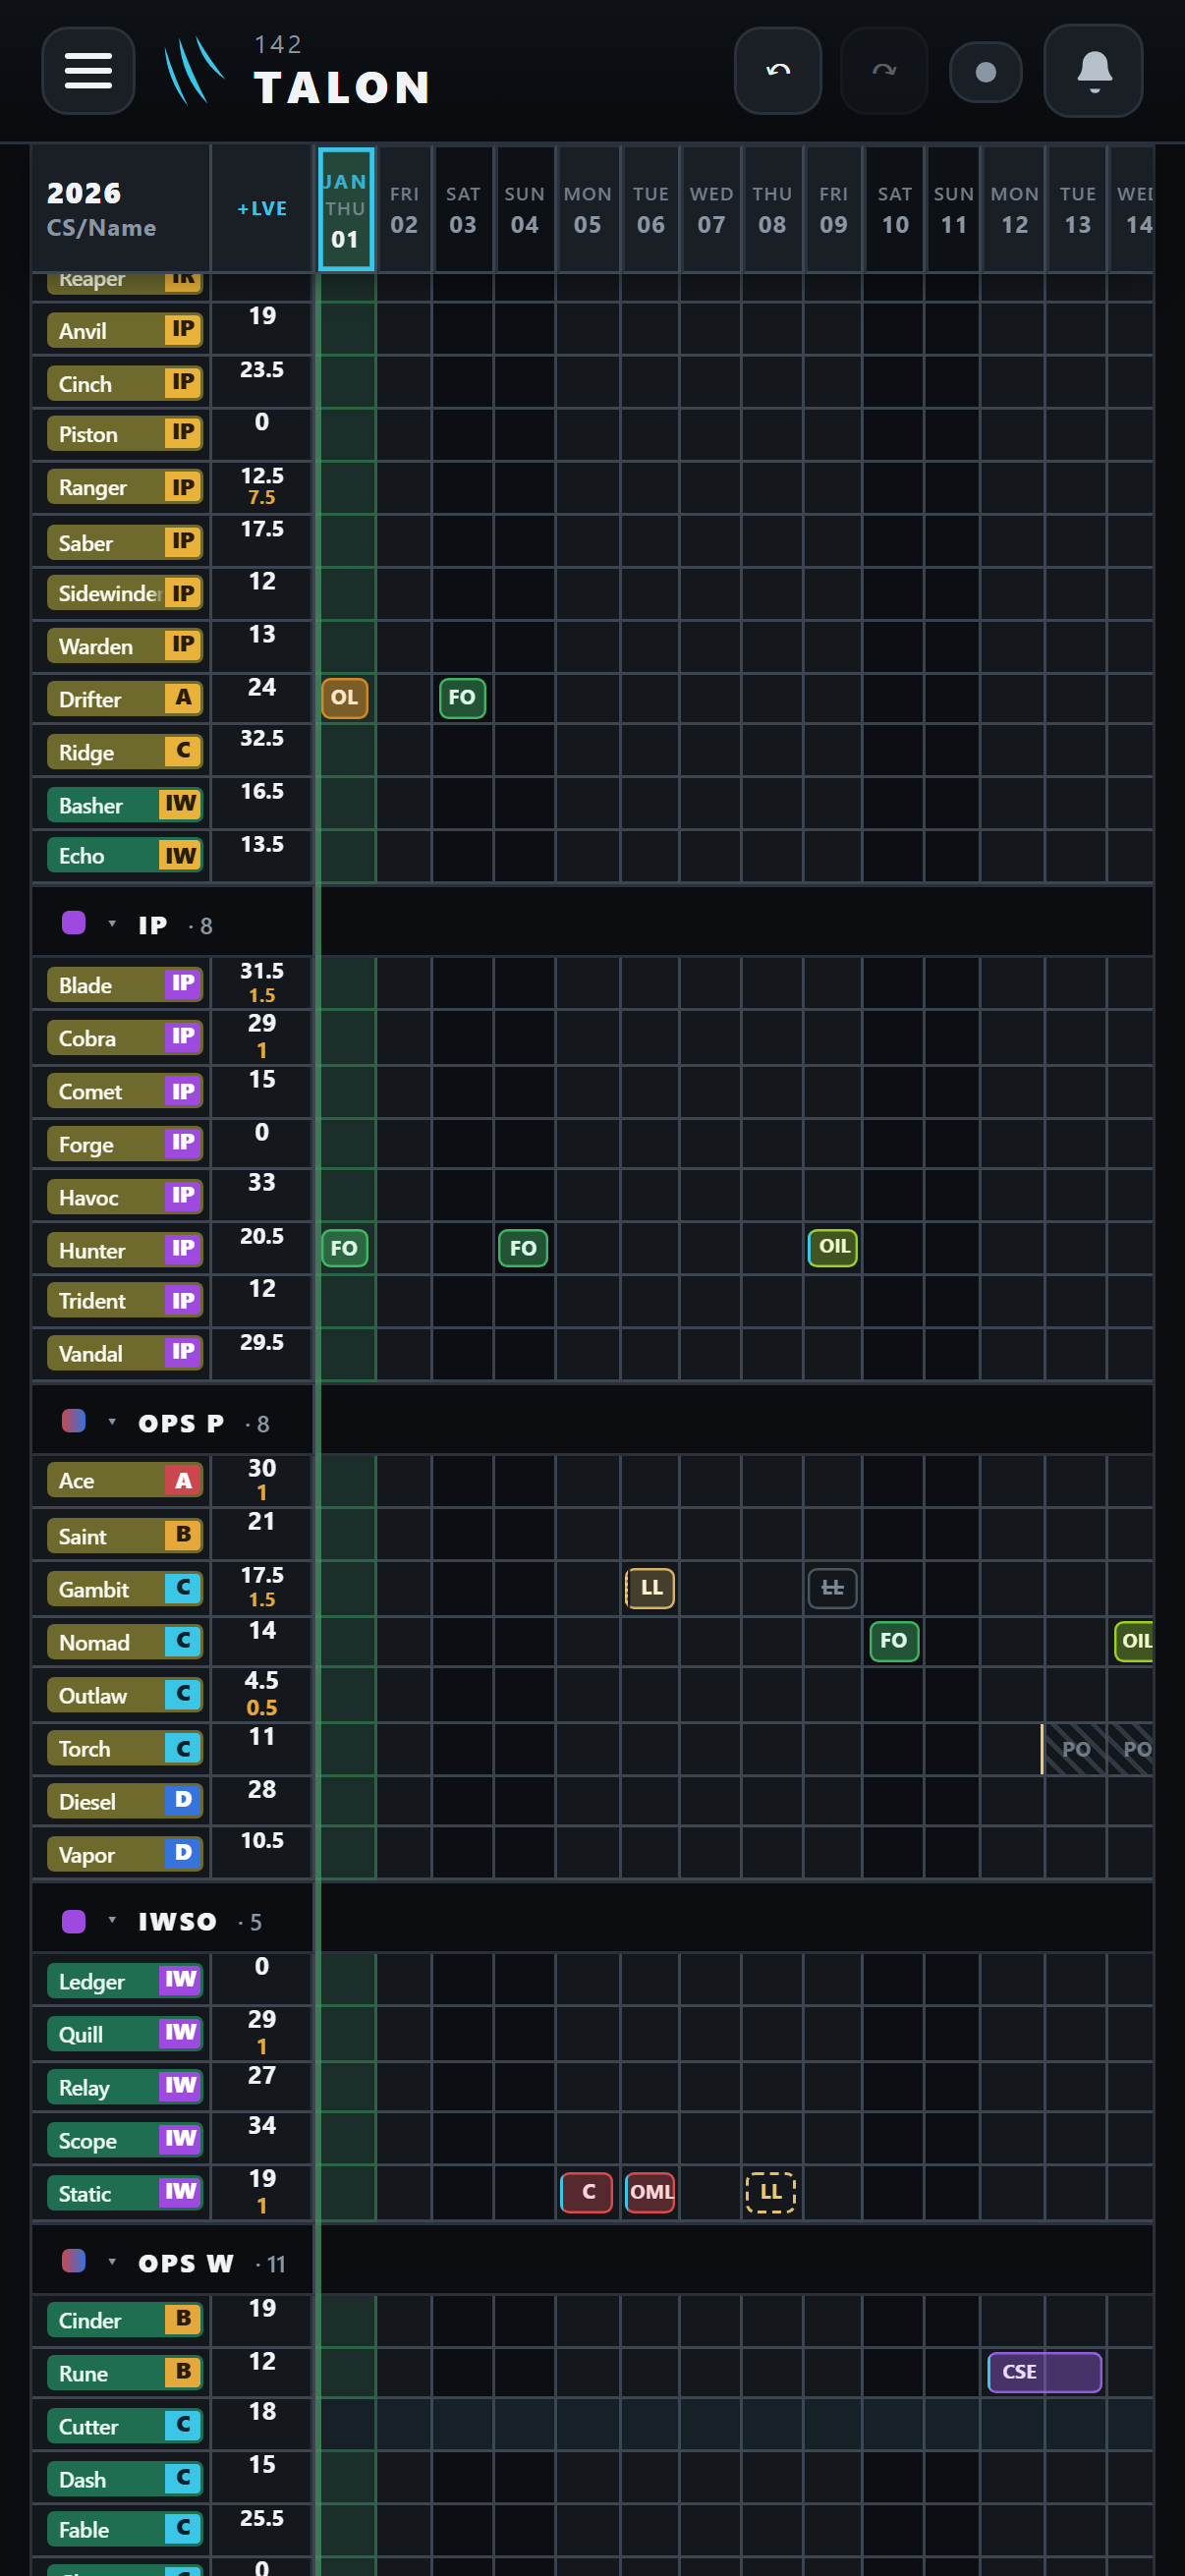 142
TALON
2026
CS/Name
+LVE
JAN THU 01
FRI 02
SAT 03
SUN 04
MON 05
TUE 06
WED 07
THU 08
FRI 09
SAT 10
SUN 11
MON 12
TUE 13
WED 14
Reaper IR
Anvil IP 19
Cinch IP 23.5
Piston IP 0
Ranger IP 12.5 7.5
Saber IP 17.5
Sidewinder IP 12
Warden IP 13
Drifter A 24 OL FO
Ridge C 32.5
Basher IW 16.5
Echo IW 13.5
IP · 8
Blade IP 31.5 1.5
Cobra IP 29 1
Comet IP 15
Forge IP 0
Havoc IP 33
Hunter IP 20.5 FO FO OIL
Trident IP 12
Vandal IP 29.5
OPS P · 8
Ace A 30 1
Saint B 21
Gambit C 17.5 1.5 LL LL
Nomad C 14 FO OIL
Outlaw C 4.5 0.5
Torch C 11 PO PO
Diesel D 28
Vapor D 10.5
IWSO · 5
Ledger IW 0
Quill IW 29 1
Relay IW 27
Scope IW 34
Static IW 19 1 C OML LL
OPS W · 11
Cinder B 19
Rune B 12 CSE
Cutter C 18
Dash C 15
Fable C 25.5
0